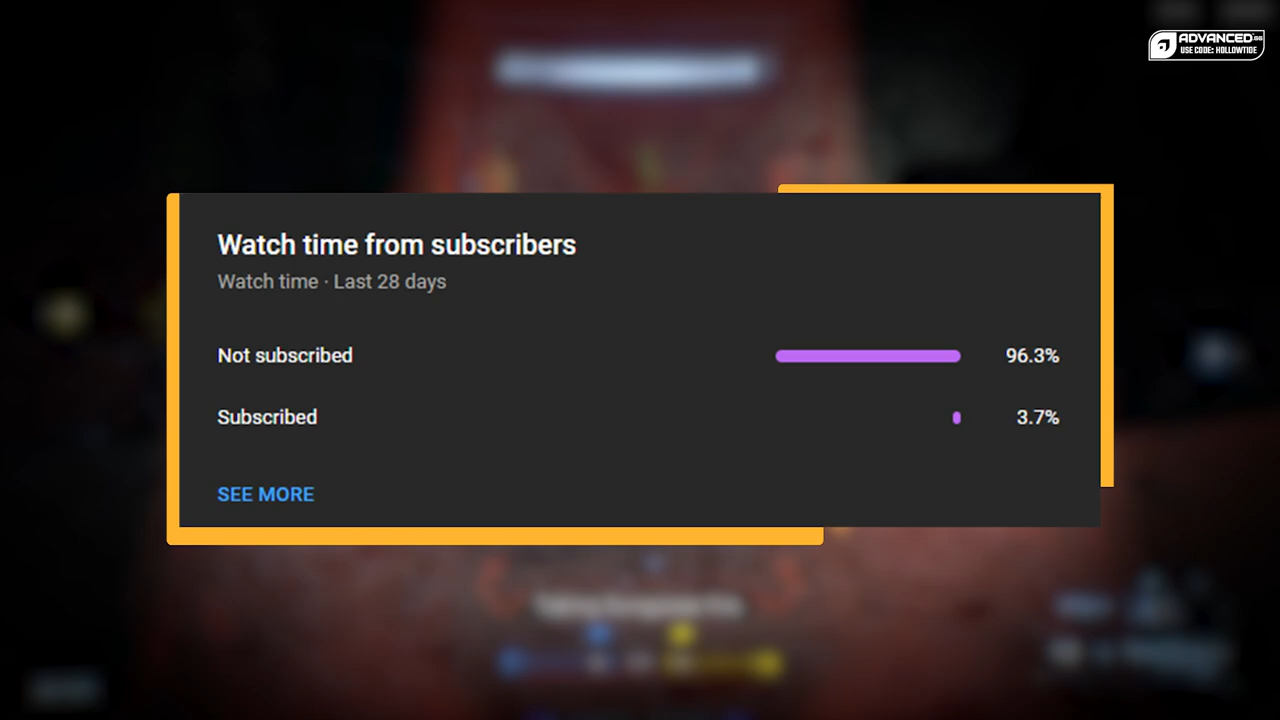 ADVANCED.GG
USE CODE: HOLLOWTIDE
Watch time from subscribers
Watch time · Last 28 days
Not subscribed 96.3%
Subscribed 3.7%
SEE MORE